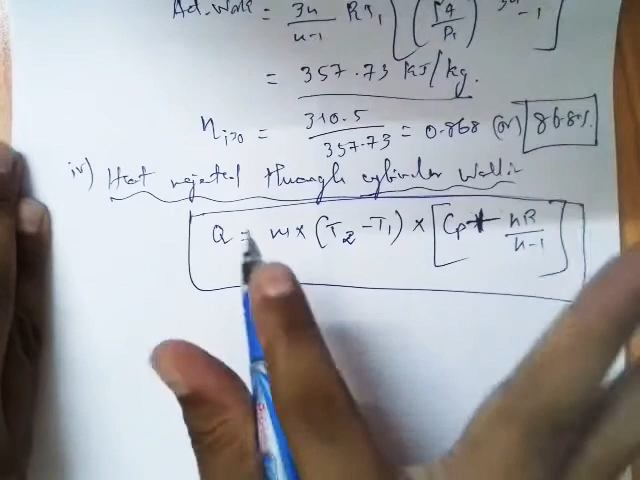 Ad. Work = 3n / n-1 RT1 [ (P4 / P1) 3n -1 ]
= 357.73 KJ/kg.
ηiso = 310.5 / 357.73 = 0.868 (or) 86.8%
iv) Heat rejected through cylinder walls
Q = m × (T2 - T1) × [ Cp + nR / n-1 ]